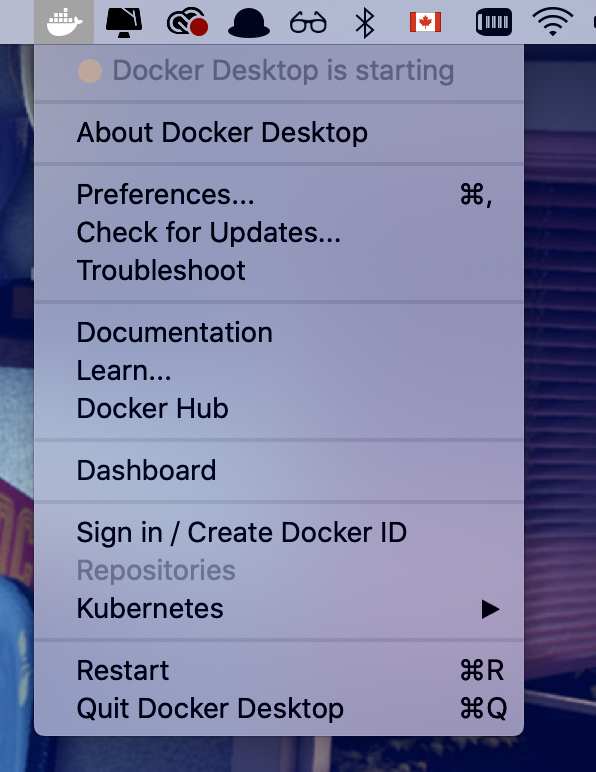 Docker Desktop is starting
About Docker Desktop
Preferences... ⌘,
Check for Updates...
Troubleshoot
Documentation
Learn...
Docker Hub
Dashboard
Sign in / Create Docker ID
Repositories
Kubernetes
Restart ⌘R
Quit Docker Desktop ⌘Q